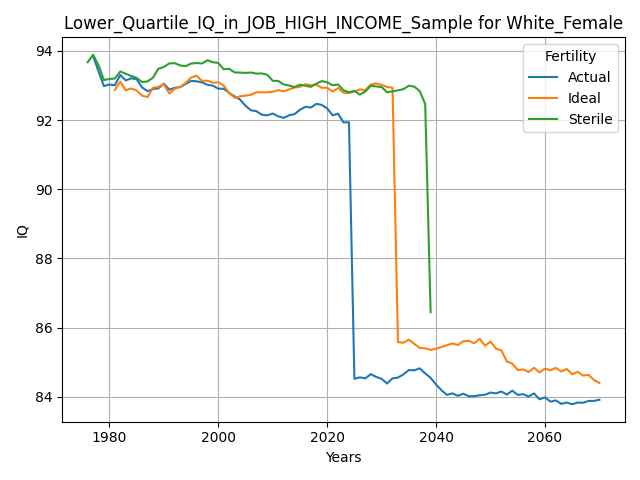 Lower_Quartile_IQ_in_JOB_HIGH_INCOME_Sample for White_Female
Fertility
Actual
Ideal
Sterile
94
92
90
88
86
84
IQ
1980
2000
2020
2040
2060
Years